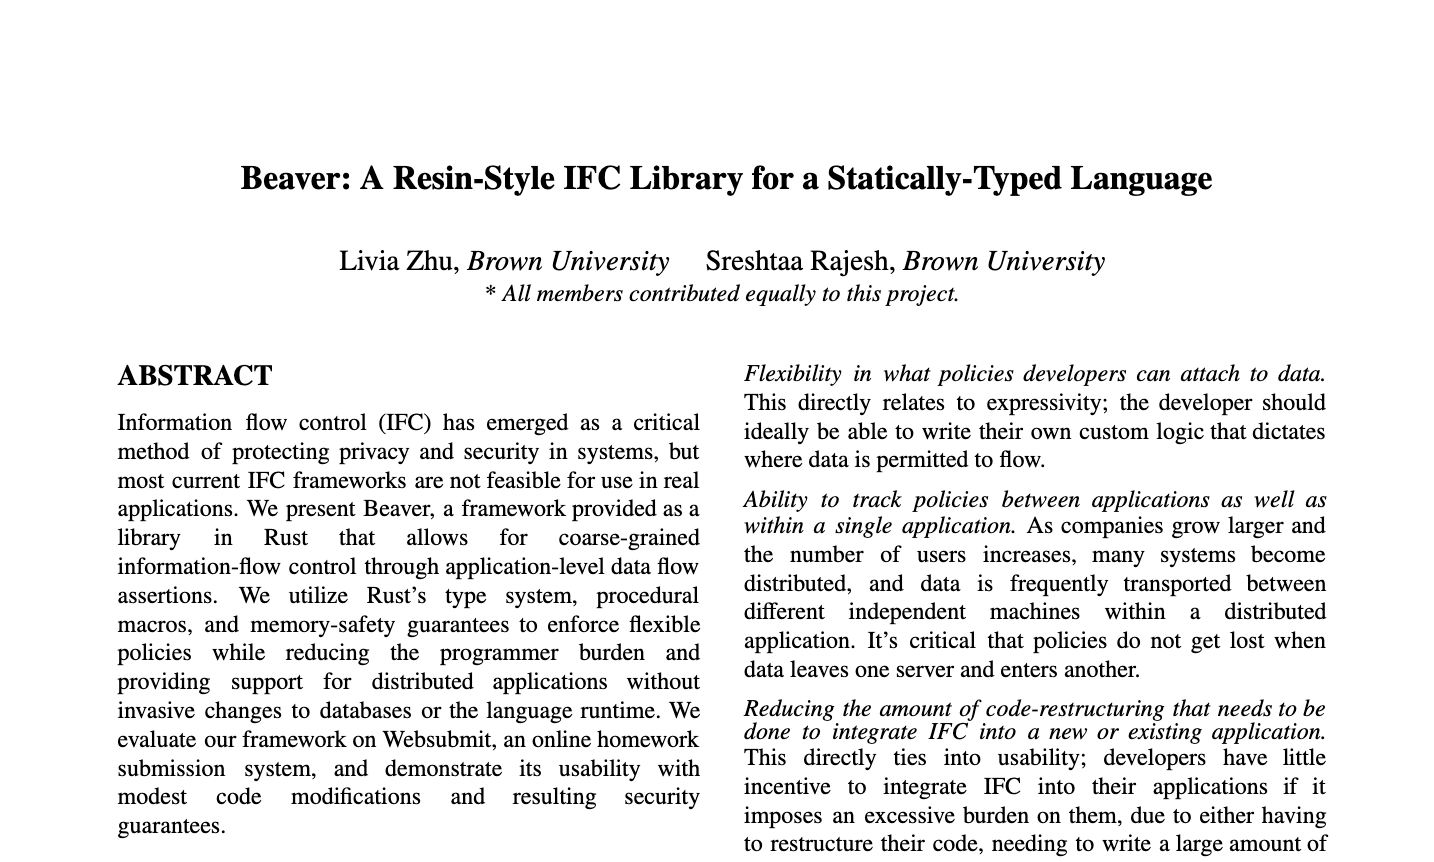 Beaver: A Resin-Style IFC Library for a Statically-Typed Language
Livia Zhu, Brown University Sreshtaa Rajesh, Brown University
* All members contributed equally to this project.
ABSTRACT
Information flow control (IFC) has emerged as a critical
method of protecting privacy and security in systems, but
most current IFC frameworks are not feasible for use in real
applications. We present Beaver, a framework provided as a
library in Rust that allows for coarse-grained
information-flow control through application-level data flow
assertions. We utilize Rust's type system, procedural
macros, and memory-safety guarantees to enforce flexible
policies while reducing the programmer burden and
providing support for distributed applications without
invasive changes to databases or the language runtime. We
evaluate our framework on Websubmit, an online homework
submission system, and demonstrate its usability with
modest code modifications and resulting security
guarantees.
Flexibility in what policies developers can attach to data.
This directly relates to expressivity; the developer should
ideally be able to write their own custom logic that dictates
where data is permitted to flow.
Ability to track policies between applications as well as
within a single application. As companies grow larger and
the number of users increases, many systems become
distributed, and data is frequently transported between
different independent machines within a distributed
application. It's critical that policies do not get lost when
data leaves one server and enters another.
Reducing the amount of code-restructuring that needs to be
done to integrate IFC into a new or existing application.
This directly ties into usability; developers have little
incentive to integrate IFC into their applications if it
imposes an excessive burden on them, due to either having
to restructure their code, needing to write a large amount of